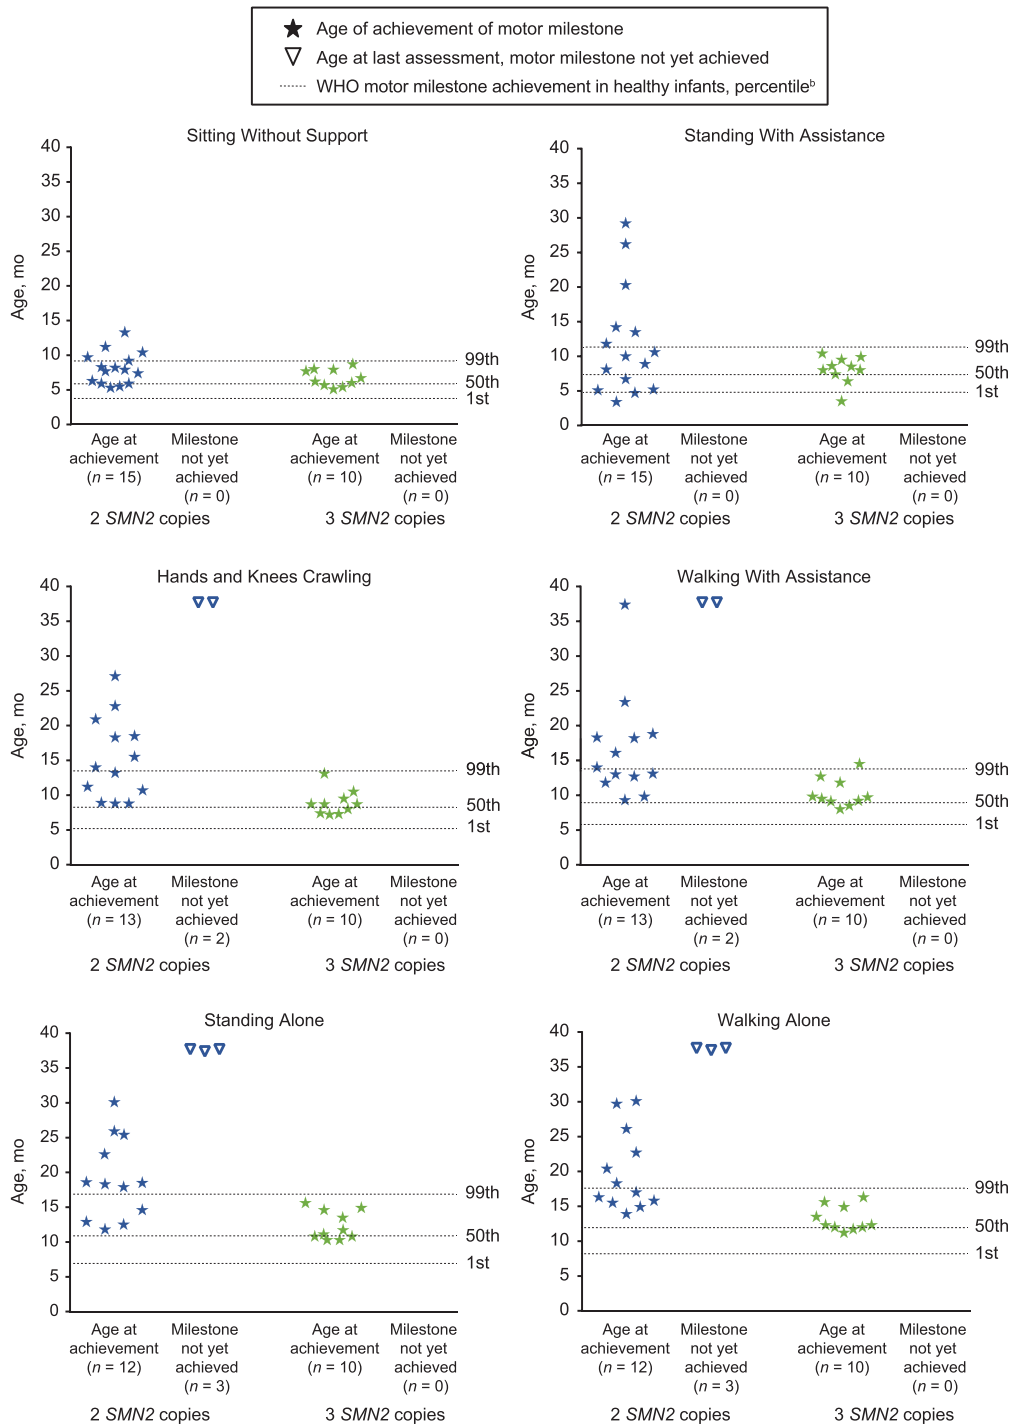 Age of achievement of motor milestone
Age at last assessment, motor milestone not yet achieved
WHO motor milestone achievement in healthy infants, percentileᵇ
Sitting Without Support
Age, mo
40
35
30
25
20
15
10
5
0
99th
50th
1st
Age at achievement (n = 15)
Milestone not yet achieved (n = 0)
Age at achievement (n = 10)
Milestone not yet achieved (n = 0)
2 SMN2 copies
3 SMN2 copies
Standing With Assistance
Age, mo
40
35
30
25
20
15
10
5
0
99th
50th
1st
Age at achievement (n = 15)
Milestone not yet achieved (n = 0)
Age at achievement (n = 10)
Milestone not yet achieved (n = 0)
2 SMN2 copies
3 SMN2 copies
Hands and Knees Crawling
Age, mo
40
35
30
25
20
15
10
5
0
99th
50th
1st
Age at achievement (n = 13)
Milestone not yet achieved (n = 2)
Age at achievement (n = 10)
Milestone not yet achieved (n = 0)
2 SMN2 copies
3 SMN2 copies
Walking With Assistance
Age, mo
40
35
30
25
20
15
10
5
0
99th
50th
1st
Age at achievement (n = 13)
Milestone not yet achieved (n = 2)
Age at achievement (n = 10)
Milestone not yet achieved (n = 0)
2 SMN2 copies
3 SMN2 copies
Standing Alone
Age, mo
40
35
30
25
20
15
10
5
0
99th
50th
1st
Age at achievement (n = 12)
Milestone not yet achieved (n = 3)
Age at achievement (n = 10)
Milestone not yet achieved (n = 0)
2 SMN2 copies
3 SMN2 copies
Walking Alone
Age, mo
40
35
30
25
20
15
10
5
0
99th
50th
1st
Age at achievement (n = 12)
Milestone not yet achieved (n = 3)
Age at achievement (n = 10)
Milestone not yet achieved (n = 0)
2 SMN2 copies
3 SMN2 copies